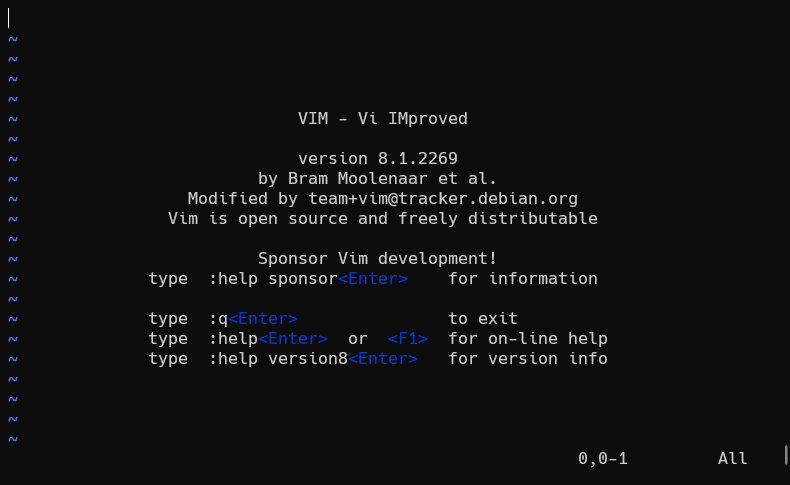 ~
~
~
~
~ VIM - Vi IMproved
~
~ version 8.1.2269
~ by Bram Moolenaar et al.
~ Modified by team+vim@tracker.debian.org
~ Vim is open source and freely distributable
~
~ Sponsor Vim development!
~ type :help sponsor<Enter> for information
~
~ type :q<Enter> to exit
~ type :help<Enter> or <F1> for on-line help
~ type :help version8<Enter> for version info
~
~
~
~
0,0-1 All